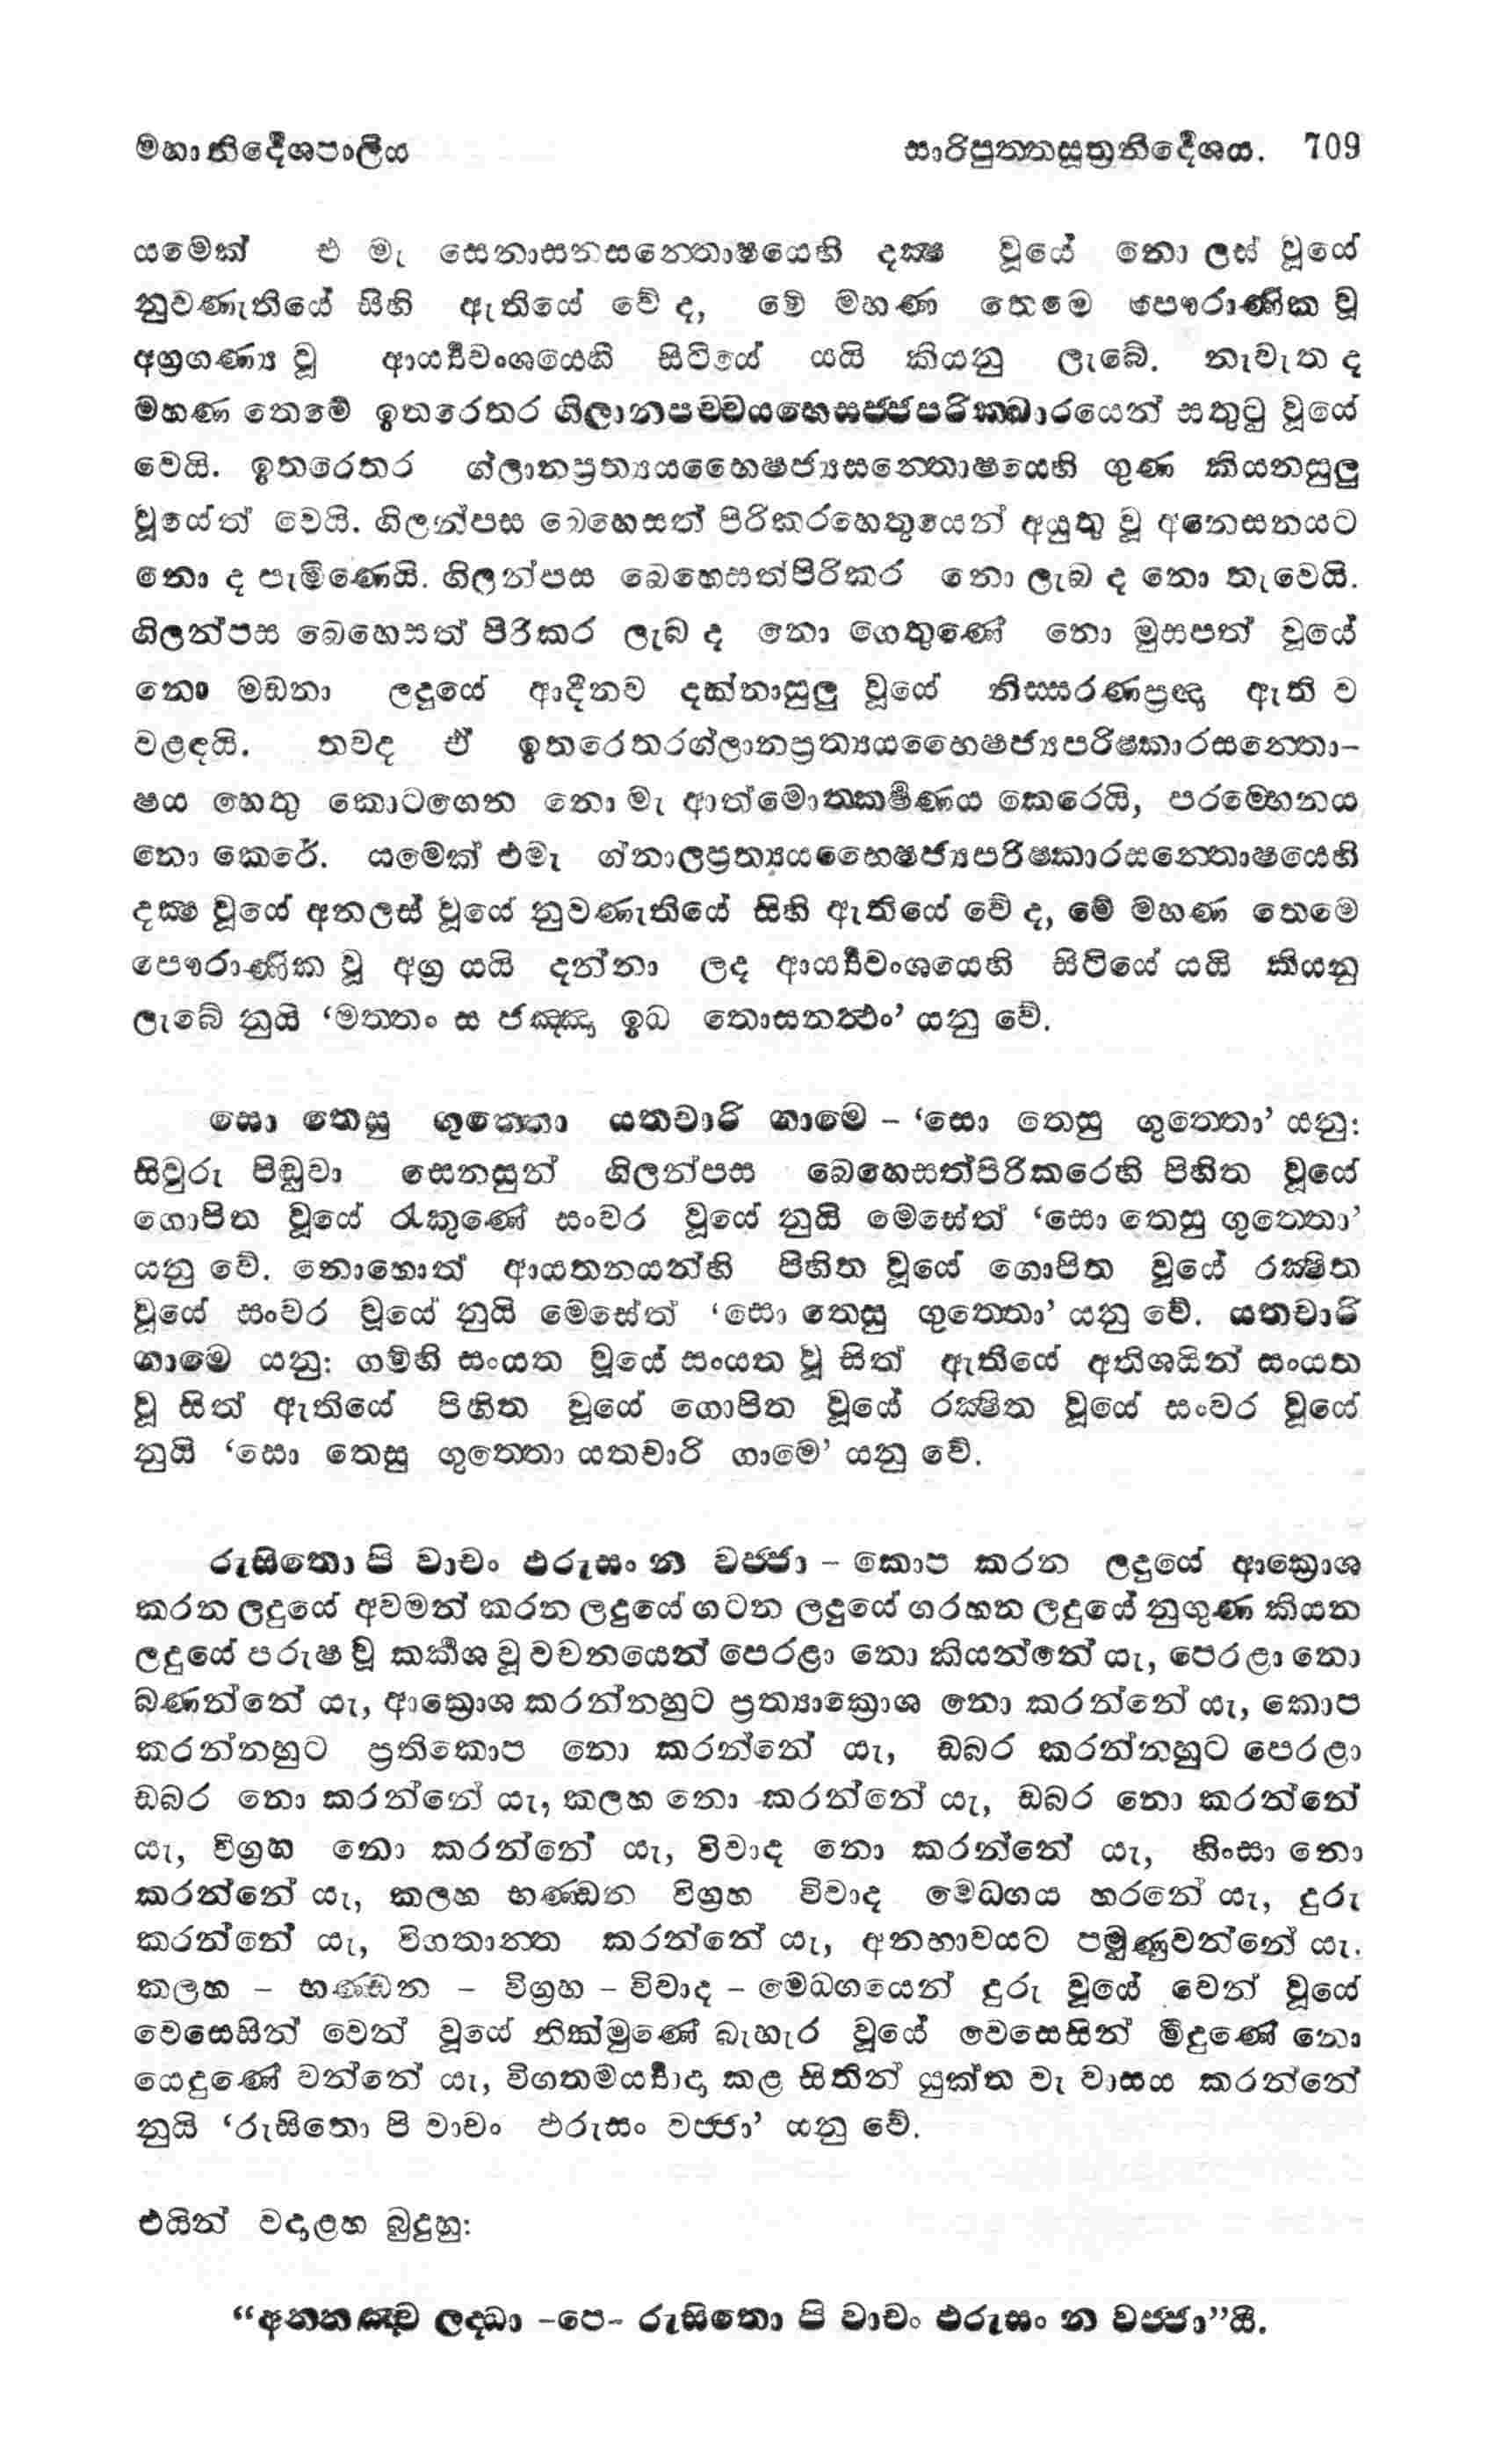 මහානිද්දේශපාලිය සාරිපුත්තසූත්‍රනිර්දේශය. 709
යමෙක් එ මැ සෙනාසනසන්තොෂයෙහි දක්‍ෂ වූයේ නො ලස් වූයේ
නුවණැතියේ සිහි ඇතියේ වේ ද, මේ මහණ තෙමෙ පෞරාණික වූ
අග්‍රගණ්‍ය වූ ආර්‍ය්‍යවංශයෙහි සිටියේ යයි කියනු ලැබේ. නැවැත ද
මහණ තෙමේ ඉතරෙතර ගිලානපච්චයභෙසජ්ජපරික්ඛාරයෙන් සතුටු වූයේ
වෙයි. ඉතරෙතර ග්ලානප්‍රත්‍යයභෛෂජ්‍යසන්තොෂයෙහි ගුණ කියනසුලු
වූයේත් වෙයි. ගිලන්පස බෙහෙසත් පිරිකරහෙතුයෙන් අයුතු වූ අනෙසනයට
නො ද පැමිණෙයි. ගිලන්පස බෙහෙසත්පිරිකර නො ලැබ ද නො තැවෙයි.
ගිලන්පස බෙහෙසත් පිරිකර ලැබ ද නො ගෙතුණේ නො මුසපත් වූයේ
නො මඩනා ලදුයේ ආදීනව දක්නාසුලු වූයේ නිස්සරණප්‍රඥා ඇති ව
වළඳයි. තවද ඒ ඉතරෙතරග්ලානප්‍රත්‍යයභෛෂජ්‍යපරිෂ්කාරසන්තො-
ෂය හෙතු කොටගෙන නො මැ ආත්මොත්කර්‍ෂණය කෙරෙයි, පරම්භෙනය
නො කෙරේ. යමෙක් එමැ ග්නාලප්‍රත්‍යයභෛෂජ්‍යපරිෂ්කාරසන්තොෂයෙහි
දක්‍ෂ වූයේ අනලස් වූයේ නුවණැතියේ සිහි ඇතියේ වේ ද, මේ මහණ තෙමෙ
පෞරාණික වූ අග්‍ර යයි දන්නා ලද ආර්‍ය්‍යවංශයෙහි සිටියේ යයි කියනු
ලැබේ නුයි ‘මත්තං ස ජඤ්ඤා ඉධ තොසනත්‍ථං’ යනු වේ.
සො තෙසු ගුත්තො යතචාරි ගාමෙ – ‘සො තෙසු ගුත්තො’ යනු:
සිවුරු පිඬුවා සෙනසුන් ගිලන්පස බෙහෙසත්පිරිකරෙහි පිහිත වූයේ
ගොපිත වූයේ රැකුණේ සංවර වූයේ නුයි මෙසේත් ‘සො තෙසු ගුත්තො’
යනු වේ. නොහොත් ආයතනයන්හි පිහිත වූයේ ගොපිත වූයේ රක්‍ෂිත
වූයේ සංවර වූයේ නුයි මෙසේත් ‘සො තෙසු ගුත්තො’ යනු වේ. යතචාරි
ගාමෙ යනු: ගම්හි සංයත වූයේ සංයත වූ සිත් ඇතියේ අතිශයින් සංයත
වූ සිත් ඇතියේ පිහිත වූයේ ගොපිත වූයේ රක්‍ෂිත වූයේ සංවර වූයේ
නුයි ‘සො තෙසු ගුත්තො යතචාරි ගාමෙ’ යනු වේ.
රුසිතො පි වාචං ඵරුසං න වජ්ජා – කොප කරන ලදුයේ ආක්‍රොශ
කරන ලදුයේ අවමන් කරන ලදුයේ ගටන ලදුයේ ගරහන ලදුයේ නුගුණ කියන
ලදුයේ පරුෂ වූ කර්‍කශ වූ වචනයෙන් පෙරළා නො කියන්නේ යැ, පෙරළා නො
බණන්නේ යැ, ආක්‍රොශ කරන්නහුට ප්‍රත්‍යාක්‍රොශ නො කරන්නේ යැ, කොප
කරන්නහුට ප්‍රතිකොප නො කරන්නේ යැ, ඩබර කරන්නහුට පෙරළා
ඩබර නො කරන්නේ යැ, කලහ නො කරන්නේ යැ, ඩබර නො කරන්නේ
යැ, විග්‍රහ නො කරන්නේ යැ, විවාද නො කරන්නේ යැ, හිංසා නො
කරන්නේ යැ, කලහ භණ්ඩන විග්‍රහ විවාද මෙධගය හරනේ යැ, දුරු
කරන්නේ යැ, විගතාන්ත කරන්නේ යැ, අනභාවයට පමුණුවන්නේ යැ.
කලහ – භණ්ඩන – විග්‍රහ – විවාද – මෙධගයෙන් දුරු වූයේ වෙන් වූයේ
වෙසෙසින් වෙන් වූයේ නික්මුණේ බැහැර වූයේ වෙසෙසින් මිදුණේ නො
යෙදුණේ වන්නේ යැ, විගතමර්‍ය්‍යාද කළ සිතින් යුක්ත වැ වාසය කරන්නේ
නුයි ‘රුසිතො පි වාචං ඵරුසං වජ්ජා’ යනු වේ.
එයින් වදාළහ බුදුහු:
“අන්නඤ්ච ලද්ධා –පෙ– රුසිතො පි වාචං ඵරුසං න වජ්ජා”යී.